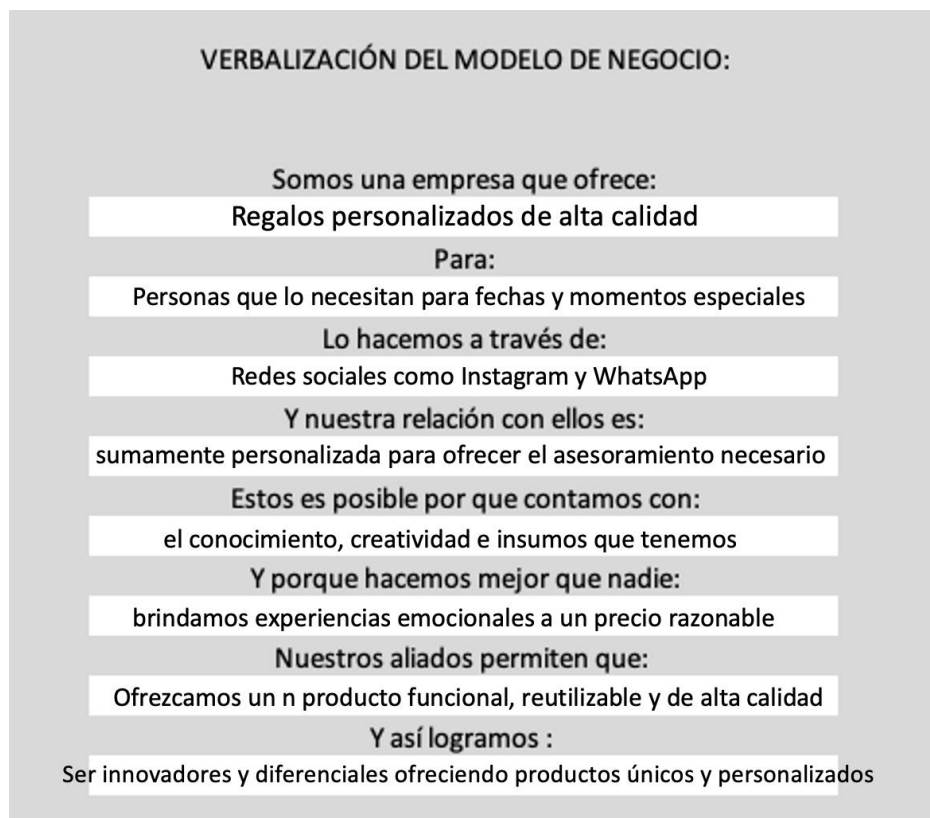 VERBALIZACIÓN DEL MODELO DE NEGOCIO:
Somos una empresa que ofrece:
Regalos personalizados de alta calidad
Para:
Personas que lo necesitan para fechas y momentos especiales
Lo hacemos a través de:
Redes sociales como Instagram y WhatsApp
Y nuestra relación con ellos es:
sumamente personalizada para ofrecer el asesoramiento necesario
Estos es posible por que contamos con:
el conocimiento, creatividad e insumos que tenemos
Y porque hacemos mejor que nadie:
brindamos experiencias emocionales a un precio razonable
Nuestros aliados permiten que:
Ofrezcamos un n producto funcional, reutilizable y de alta calidad
Y así logramos :
Ser innovadores y diferenciales ofreciendo productos únicos y personalizados